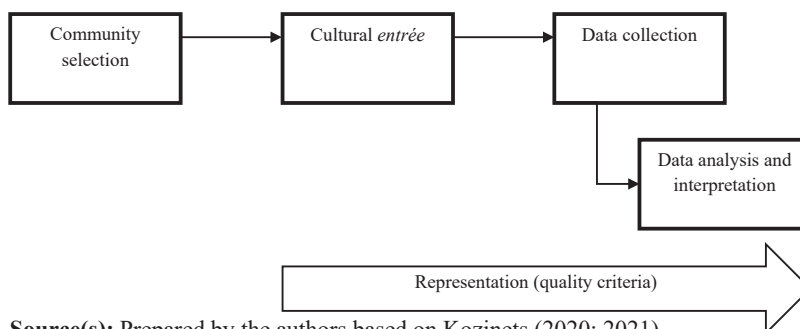 Community
selection
Cultural entrée
Data collection
Data analysis and
interpretation
Representation (quality criteria)
Source(s): Prepared by the authors based on Kozinets (2020; 2021)